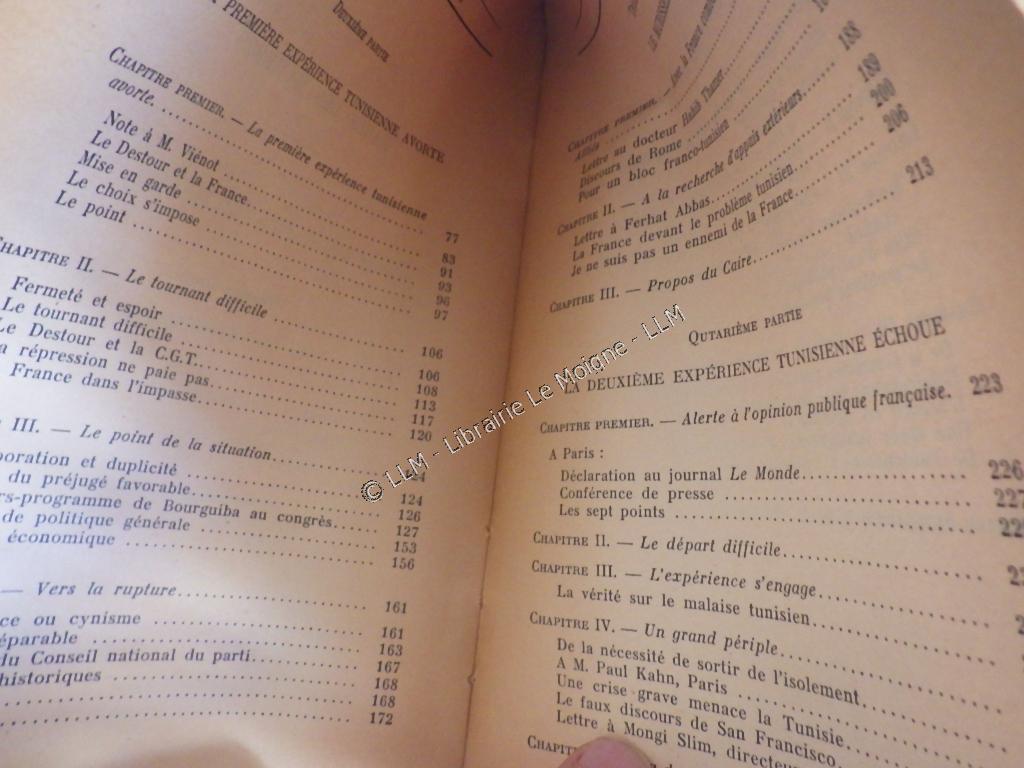 Deuxième partie
PREMIÈRE EXPÉRIENCE TUNISIENNE AVORTE
CHAPITRE PREMIER. — La première expérience tunisienne
avorte. 77
Note à M. Viénot 83
Le Destour et la France. 91
Mise en garde 93
Le choix s'impose 96
Le point 97
CHAPITRE II. — Le tournant difficile 106
Fermeté et espoir 106
Le tournant difficile 108
Le Destour et la C.G.T. 113
répression ne paie pas. 117
France dans l'impasse. 120
III. — Le point de la situation.
et duplicité 124
du préjugé favorable. 126
programme de Bourguiba au congrès. 127
de politique générale 153
économique 156
— Vers la rupture. 161
ou cynisme 161
163
du Conseil national du parti. 167
historiques 168
168
172
CHAPITRE PREMIER. —
Lettre au docteur Habib Thameur
Discours de Rome
Pour un bloc franco-tunisien 188
CHAPITRE II. — A la recherche d'appuis extérieurs. 189
Lettre à Ferhat Abbas. 200
La France devant le problème tunisien. 206
Je ne suis pas un ennemi de la France.
CHAPITRE III. — Propos du Caire. 213
QUTARIÈME PARTIE
LA DEUXIÈME EXPÉRIENCE TUNISIENNE ÉCHOUE
CHAPITRE PREMIER. — Alerte à l'opinion publique française. 223
A Paris :
Déclaration au journal Le Monde. 226
Conférence de presse 227
Les sept points
CHAPITRE II. — Le départ difficile.
CHAPITRE III. — L'expérience s'engage.
La vérité sur le malaise tunisien.
CHAPITRE IV. — Un grand périple.
De la nécessité de sortir de l'isolement.
A M. Paul Kahn, Paris
Une crise grave menace la Tunisie.
Le faux discours de San Francisco.
Lettre à Mongi Slim,
© LLM - Librairie Le Moigne - LLM